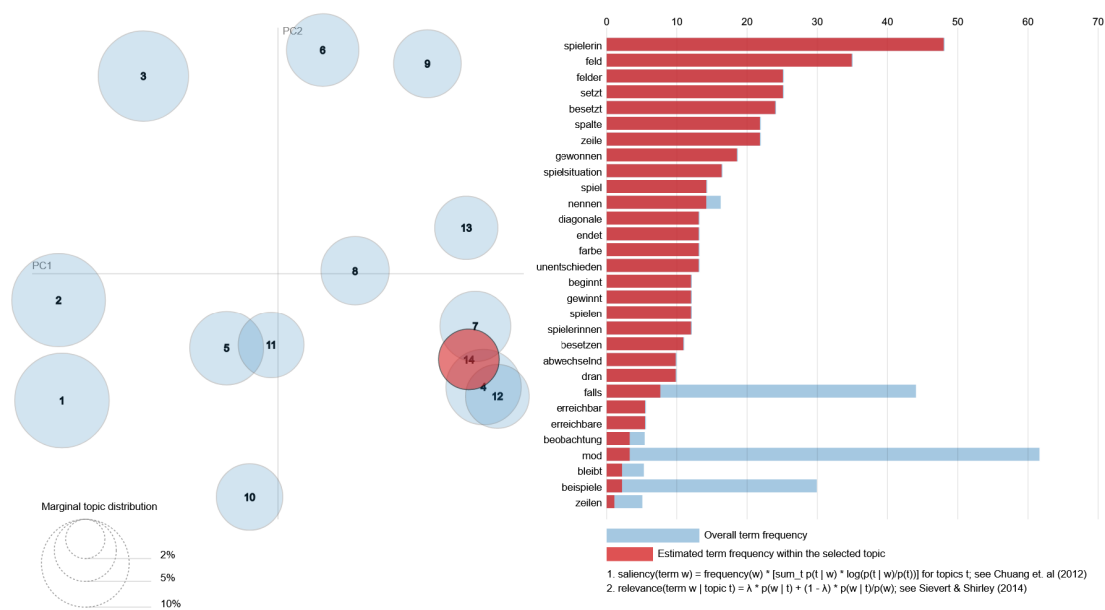 PC2
PC1
3
6
9
13
8
2
7
5
11
14
4
12
1
10
Marginal topic distribution
2%
5%
10%
0 10 20 30 40 50 60 70
spielerin
feld
felder
setzt
besetzt
spalte
zeile
gewonnen
spielsituation
spiel
nennen
diagonale
endet
farbe
unentschieden
beginnt
gewinnt
spielen
spielerinnen
besetzen
abwechselnd
dran
falls
erreichbar
erreichbare
beobachtung
mod
bleibt
beispiele
zeilen
Overall term frequency
Estimated term frequency within the selected topic
1. saliency(term w) = frequency(w) * [sum_t p(t | w) * log(p(t | w)/p(t))] for topics t; see Chuang et. al (2012)
2. relevance(term w | topic t) = λ * p(w | t) + (1 - λ) * p(w | t)/p(w); see Sievert & Shirley (2014)